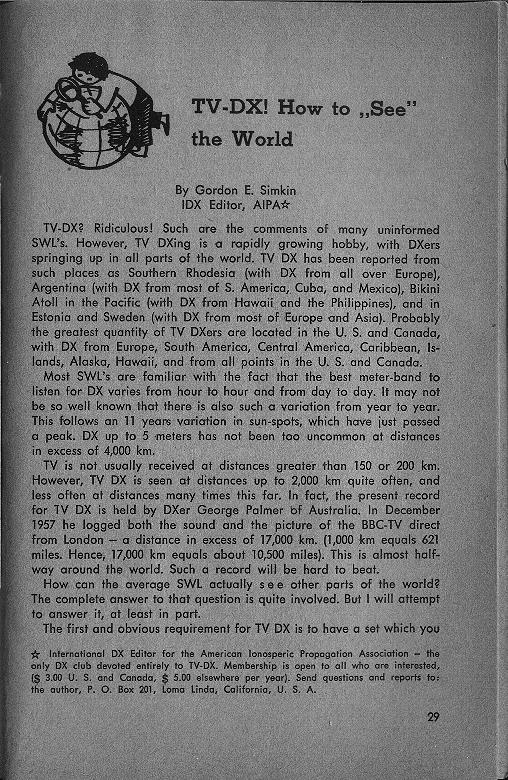 TV-DX! How to „See”
the World
By Gordon E. Simkin
IDX Editor, AIPA☆
TV-DX? Ridiculous! Such are the comments of many uninformed
SWL's. However, TV DXing is a rapidly growing hobby, with DXers
springing up in all parts of the world. TV DX has been reported from
such places as Southern Rhodesia (with DX from all over Europe),
Argentina (with DX from most of S. America, Cuba, and Mexico), Bikini
Atoll in the Pacific (with DX from Hawaii and the Philippines), and in
Estonia and Sweden (with DX from most of Europe and Asia). Probably
the greatest quantity of TV DXers are located in the U. S. and Canada,
with DX from Europe, South America, Central America, Caribbean, Is-
lands, Alaska, Hawaii, and from all points in the U. S. and Canada.
Most SWL's are familiar with the fact that the best meter-band to
listen for DX varies from hour to hour and from day to day. It may not
be so well known that there is also such a variation from year to year.
This follows an 11 years variation in sun-spots, which have just passed
a peak. DX up to 5 meters has not been too uncommon at distances
in excess of 4,000 km.
TV is not usually received at distances greater than 150 or 200 km.
However, TV DX is seen at distances up to 2,000 km quite often, and
less often at distances many times this far. In fact, the present record
for TV DX is held by DXer George Palmer of Australia. In December
1957 he logged both the sound and the picture of the BBC-TV direct
from London – a distance in excess of 17,000 km. (1,000 km equals 621
miles. Hence, 17,000 km equals about 10,500 miles). This is almost half-
way around the world. Such a record will be hard to beat.
How can the average SWL actually see other parts of the world?
The complete answer to that question is quite involved. But I will attempt
to answer it, at least in part.
The first and obvious requirement for TV DX is to have a set which you
☆ International DX Editor for the American Ionosperic Propagation Association – the
only DX club devoted entirely to TV-DX. Membership is open to all who are interested,
($ 3.00 U. S. and Canada, $ 5.00 elsewhere per year). Send questions and reports to:
the author, P. O. Box 201, Loma Linda, California, U. S. A.
29